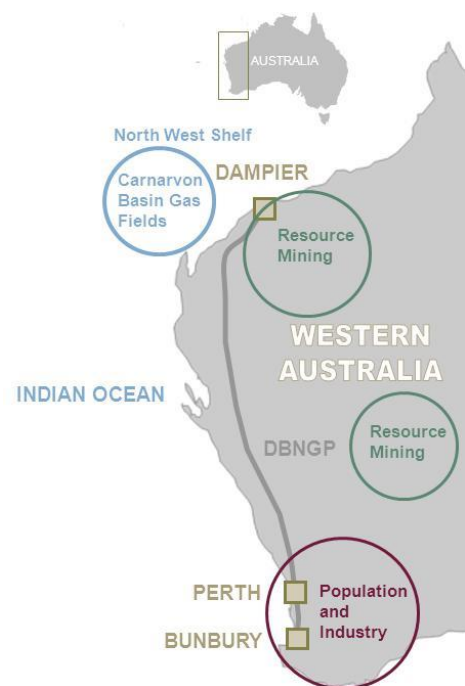 AUSTRALIA
North West Shelf
DAMPIER
Carnarvon
Basin Gas
Fields
Resource
Mining
WESTERN
AUSTRALIA
INDIAN OCEAN
Resource
Mining
DBNGP
PERTH
Population
and
Industry
BUNBURY